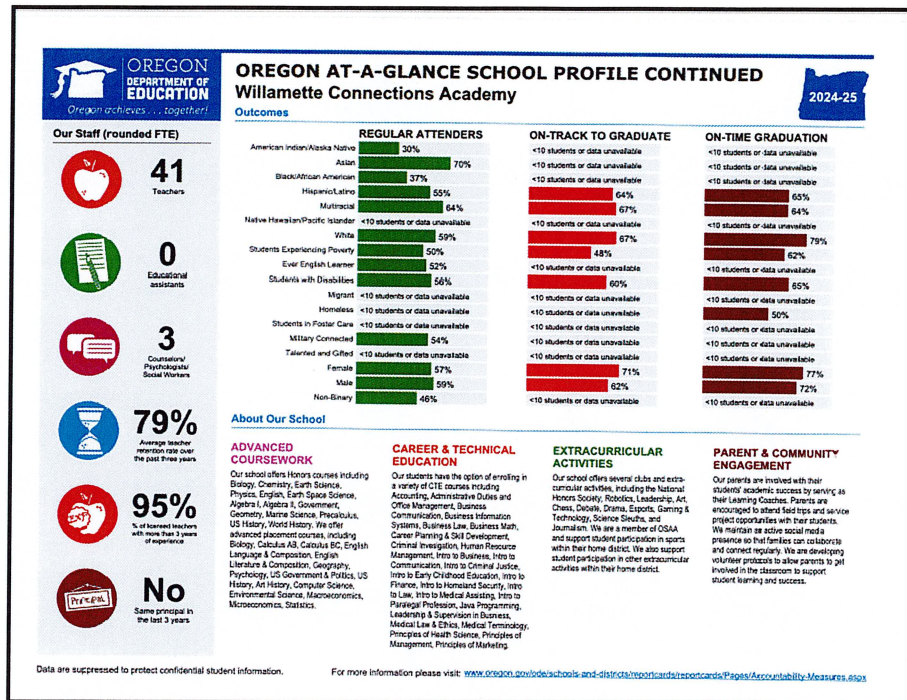 OREGON
DEPARTMENT OF
EDUCATION
Oregon achieves . . . together!
OREGON AT-A-GLANCE SCHOOL PROFILE CONTINUED
Willamette Connections Academy
2024-25
Our Staff (rounded FTE)
41
Teachers
0
Educational
assistants
3
Counselors/
Psychologists/
Social Workers
79%
Average teacher
retention rate over
the past three years
EXP
95%
% of licensed teachers
with more than 3 years
of experience
Principal
No
Same principal in
the last 3 years
Outcomes
REGULAR ATTENDERS ON-TRACK TO GRADUATE ON-TIME GRADUATION
American Indian/Alaska Native 30% <10 students or data unavailable <10 students or data unavailable
Asian 70% <10 students or data unavailable <10 students or data unavailable
Black/African American 37% <10 students or data unavailable <10 students or data unavailable
Hispanic/Latino 55% 64% 65%
Multiracial 64% 67% 64%
Native Hawaiian/Pacific Islander <10 students or data unavailable <10 students or data unavailable <10 students or data unavailable
White 59% 67% 79%
Students Experiencing Poverty 50% 48% 62%
Ever English Learner 52% <10 students or data unavailable <10 students or data unavailable
Students with Disabilities 56% 60% 65%
Migrant <10 students or data unavailable <10 students or data unavailable <10 students or data unavailable
Homeless <10 students or data unavailable <10 students or data unavailable 50%
Students in Foster Care <10 students or data unavailable <10 students or data unavailable <10 students or data unavailable
Military Connected 54% <10 students or data unavailable <10 students or data unavailable
Talented and Gifted <10 students or data unavailable <10 students or data unavailable <10 students or data unavailable
Female 57% 71% 77%
Male 59% 62% 72%
Non-Binary 46% <10 students or data unavailable <10 students or data unavailable
About Our School
ADVANCED
COURSEWORK
Our school offers Honors courses including
Biology, Chemistry, Earth Science,
Physics, English, Earth Space Science,
Algebra I, Algebra II, Government,
Geometry, Marine Science, Precalculus,
US History, World History. We offer
advanced placement courses, including
Biology, Calculus AB, Calculus BC, English
Language & Composition, English
Literature & Composition, Geography,
Psychology, US Government & Politics, US
History, Art History, Computer Science,
Environmental Science, Macroeconomics,
Microeconomics, Statistics.
CAREER & TECHNICAL
EDUCATION
Our students have the option of enrolling in
a variety of CTE courses including
Accounting, Administrative Duties and
Office Management, Business
Communication, Business Information
Systems, Business Law, Business Math,
Career Planning & Skill Development,
Criminal Investigation, Human Resource
Management, Intro to Business, Intro to
Communication, Intro to Criminal Justice,
Intro to Early Childhood Education, Intro to
Finance, Intro to Homeland Security, Intro
to Law, Intro to Medical Assisting, Intro to
Paralegal Profession, Java Programming,
Leadership & Supervision in Business,
Medical Law & Ethics, Medical Terminology,
Principles of Health Science, Principles of
Management, Principles of Marketing.
EXTRACURRICULAR
ACTIVITIES
Our school offers several clubs and extra-
curricular activities, including the National
Honors Society, Robotics, Leadership, Art,
Chess, Debate, Drama, Esports, Gaming &
Technology, Science Sleuths, and
Journalism. We are a member of OSAA
and support student participation in sports
within their home district. We also support
student participation in other extracurricular
activities within their home district.
PARENT & COMMUNITY
ENGAGEMENT
Our parents are involved with their
students' academic success by serving as
their Learning Coaches. Parents are
encouraged to attend field trips and service
project opportunities with their students.
We maintain an active social media
presence so that families can collaborate
and connect regularly. We are developing
volunteer protocols to allow parents to get
involved in the classroom to support
student learning and success.
Data are suppressed to protect confidential student information.
For more information please visit: www.oregon.gov/ode/schools-and-districts/reportcards/reportcards/Pages/Accountability-Measures.aspx